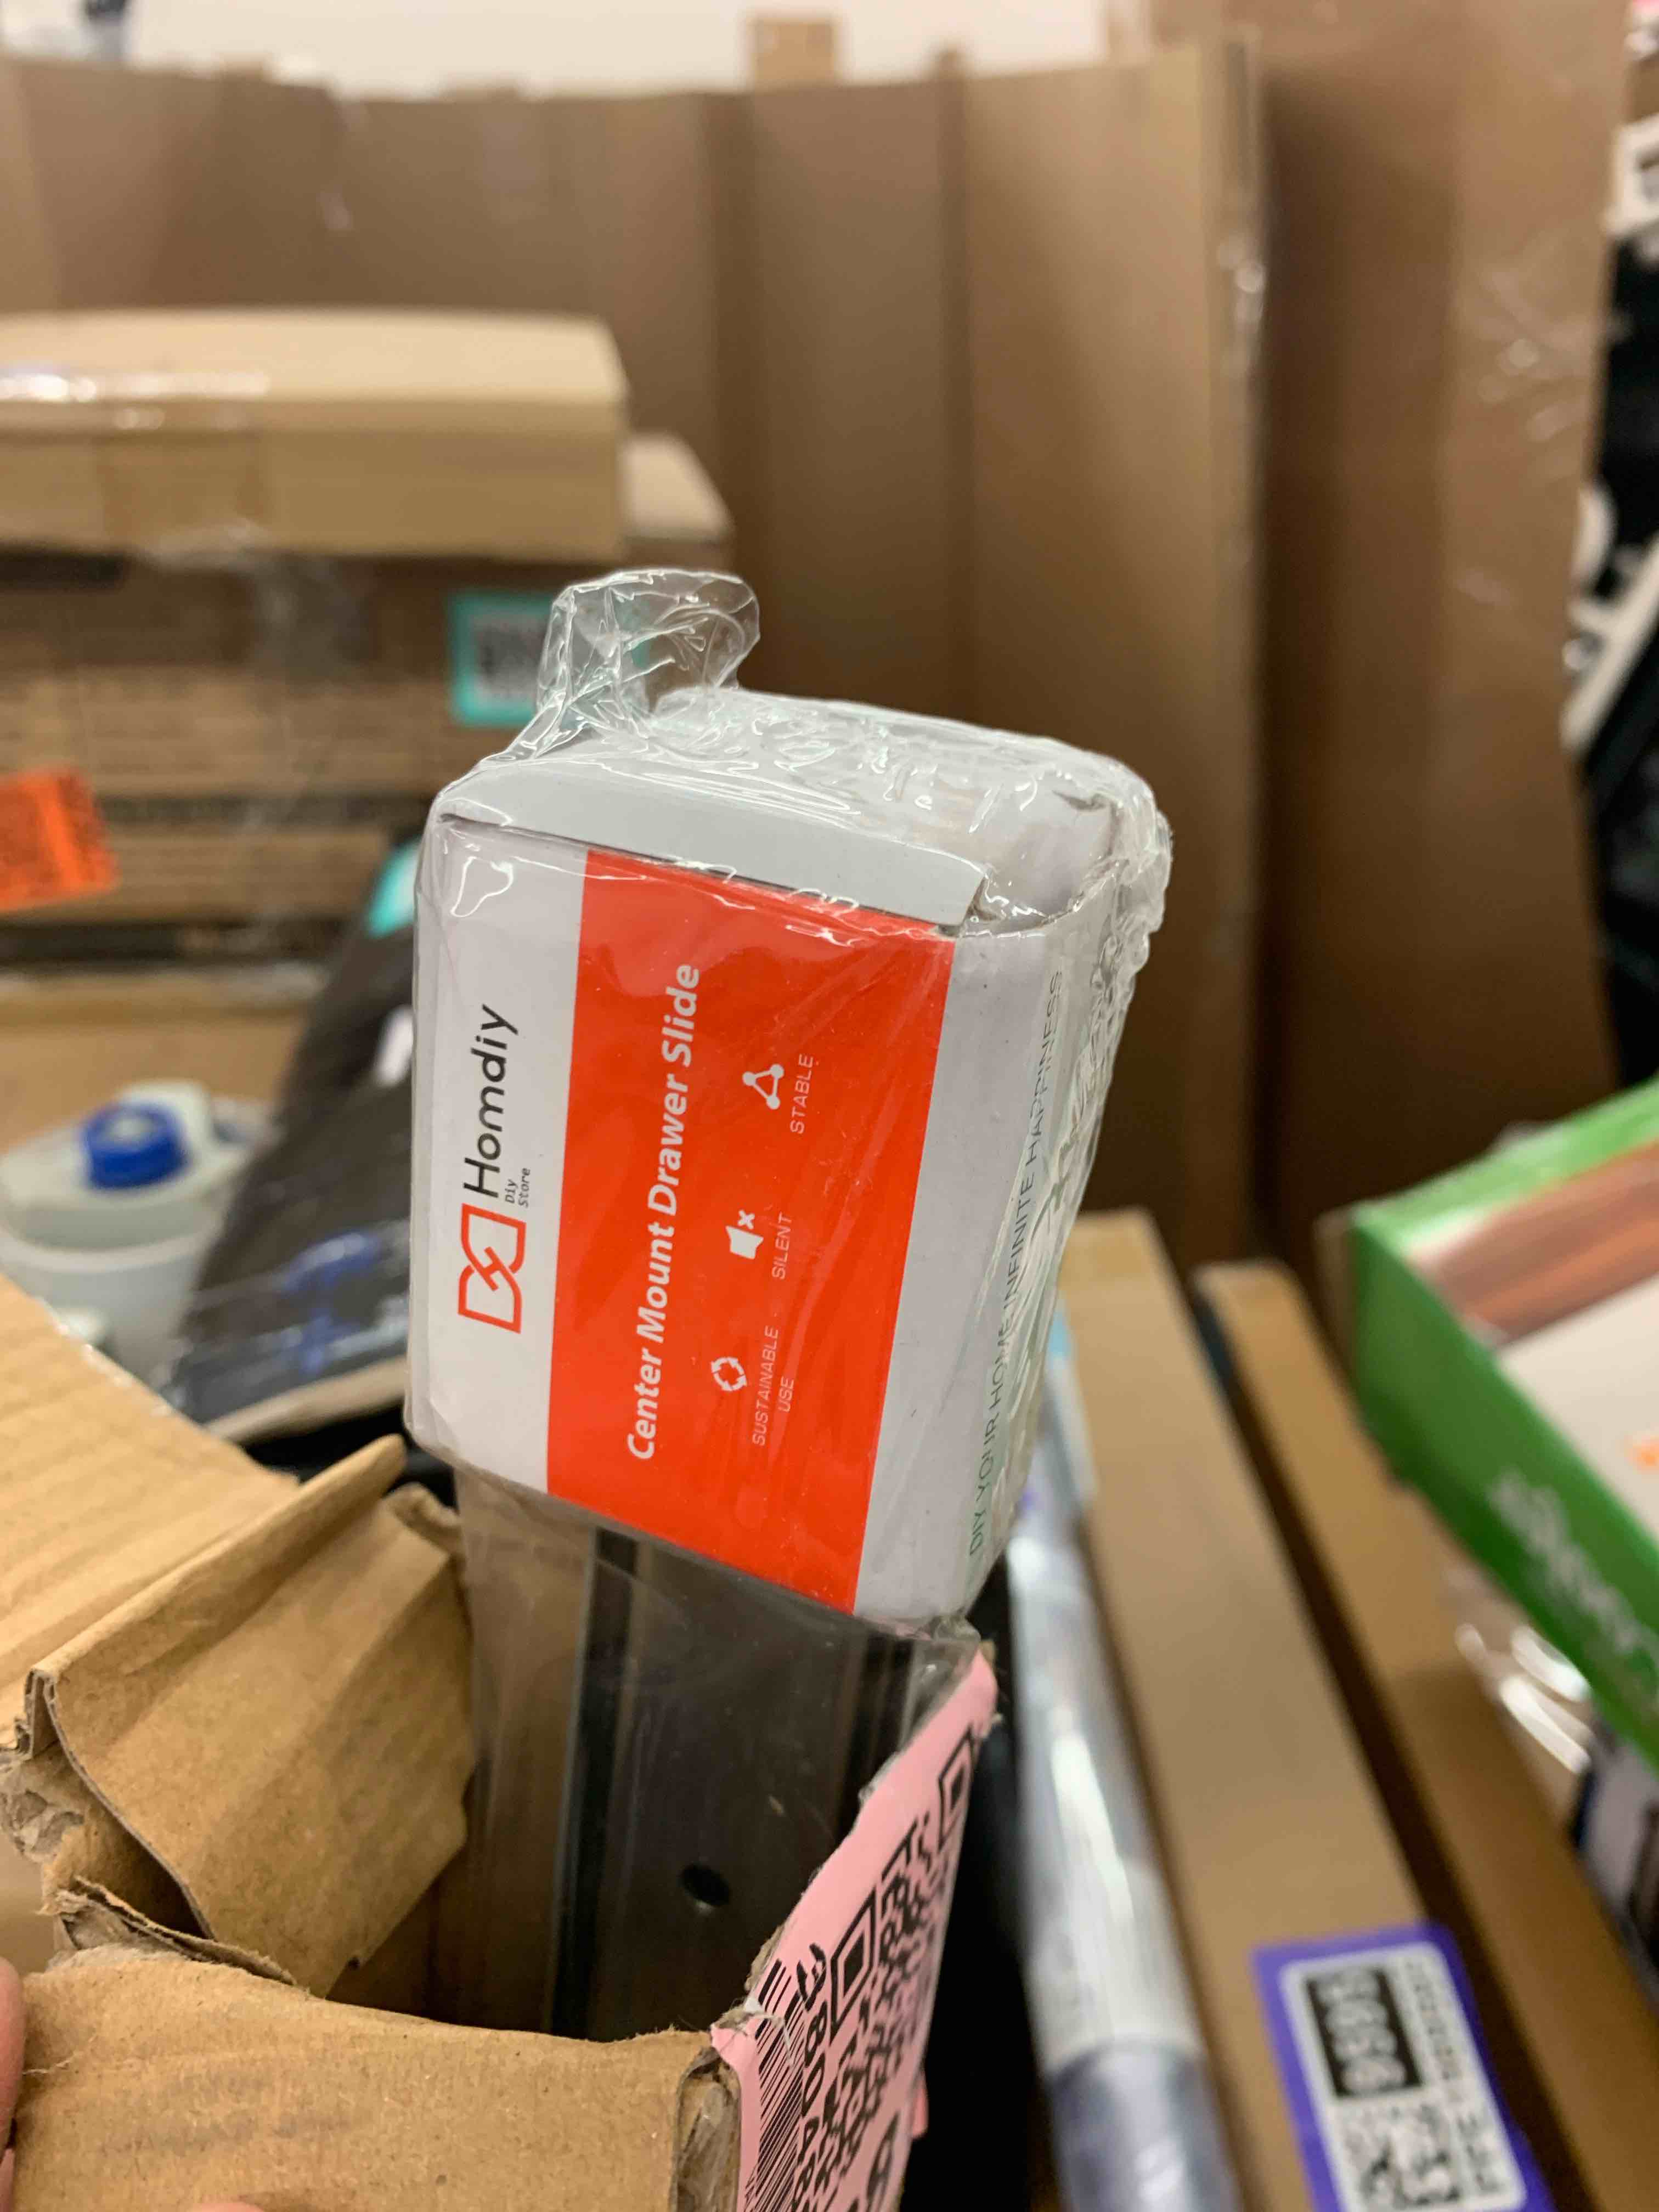 Homdiy
Diy
Store
Center Mount Drawer Slide
SUSTAINABLE
USE
SILENT
STABLE
DIY YOUR HOME INFINITE HAPPINESS